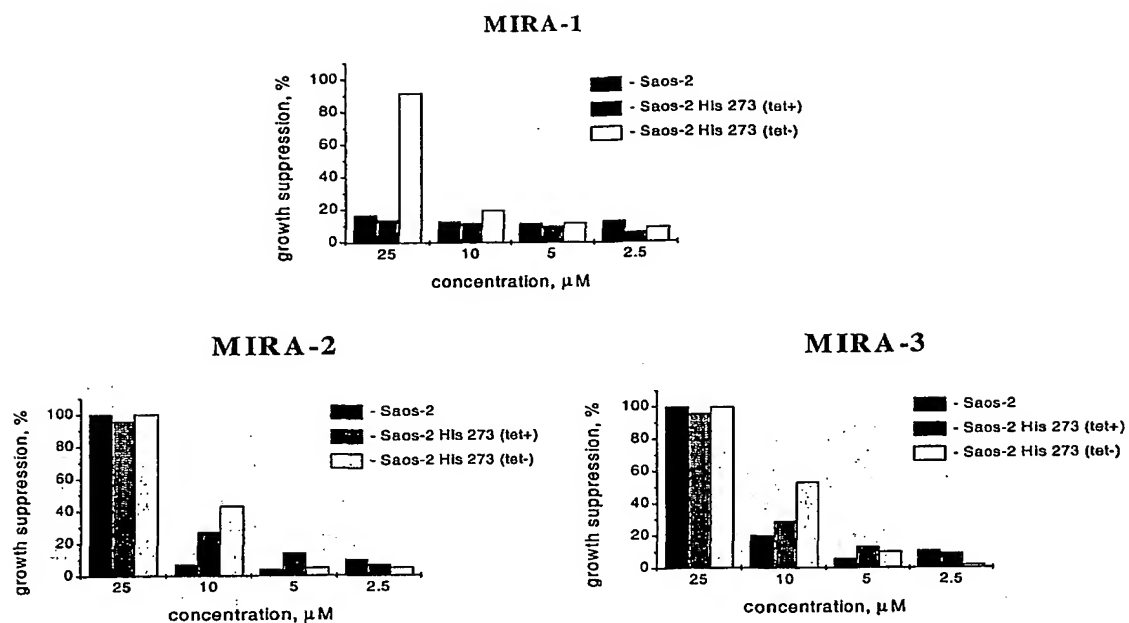 MIRA-1
growth suppression, %
100
80
60
40
20
0
- Saos-2
- Saos-2 His 273 (tet+)
- Saos-2 His 273 (tet-)
25 10 5 2.5
concentration, μM
MIRA-2
growth suppression, %
100
80
60
40
20
0
- Saos-2
- Saos-2 His 273 (tet+)
- Saos-2 His 273 (tet-)
25 10 5 2.5
concentration, μM
MIRA-3
growth suppression, %
100
80
60
40
20
0
- Saos-2
- Saos-2 His 273 (tet+)
- Saos-2 His 273 (tet-)
25 10 5 2.5
concentration, μM